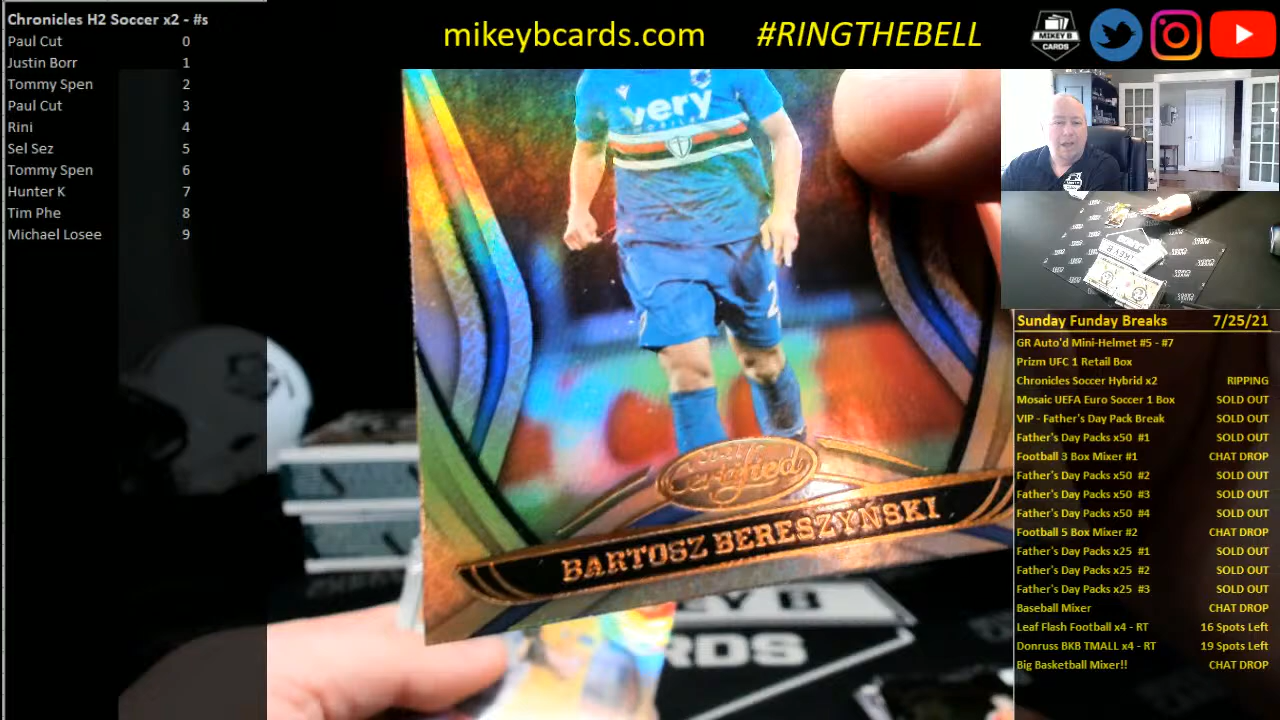 Chronicles H2 Soccer x2 - #s
Paul Cut 0
Justin Borr 1
Tommy Spen 2
Paul Cut 3
Rini 4
Sel Sez 5
Tommy Spen 6
Hunter K 7
Tim Phe 8
Michael Losee 9
mikeybcards.com #RINGTHEBELL
MIKEY B
CARDS
very
MOBILE
2
Certified
BARTOSZ BERESZYŃSKI
KEY B
RDS
Sunday Funday Breaks 7/25/21
GR Auto'd Mini-Helmet #5 - #7
Prizm UFC 1 Retail Box
Chronicles Soccer Hybrid x2 RIPPING
Mosaic UEFA Euro Soccer 1 Box SOLD OUT
VIP - Father's Day Pack Break SOLD OUT
Father's Day Packs x50 #1 SOLD OUT
Football 3 Box Mixer #1 CHAT DROP
Father's Day Packs x50 #2 SOLD OUT
Father's Day Packs x50 #3 SOLD OUT
Father's Day Packs x50 #4 SOLD OUT
Football 5 Box Mixer #2 CHAT DROP
Father's Day Packs x25 #1 SOLD OUT
Father's Day Packs x25 #2 SOLD OUT
Father's Day Packs x25 #3 SOLD OUT
Baseball Mixer CHAT DROP
Leaf Flash Football x4 - RT 16 Spots Left
Donruss BKB TMALL x4 - RT 19 Spots Left
Big Basketball Mixer!! CHAT DROP